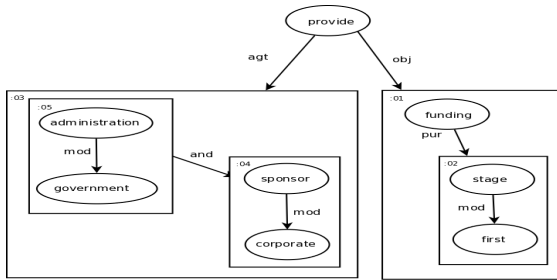 provide
agt
obj
:03
:01
:05
administration
funding
mod
pur
and
:04
:02
sponsor
stage
government
mod
mod
corporate
first